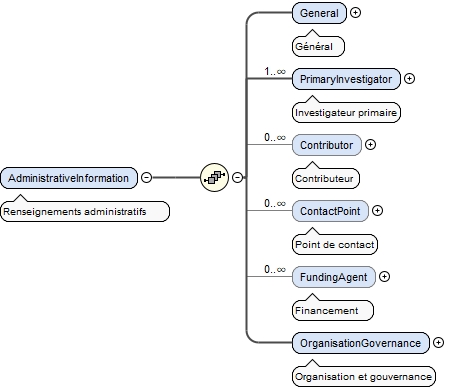 General
Général
1..∞
PrimaryInvestigator
Investigateur primaire
0..∞
Contributor
Contributeur
AdministrativeInformation
Renseignements administratifs
0..∞
ContactPoint
Point de contact
0..∞
FundingAgent
Financement
OrganisationGovernance
Organisation et gouvernance